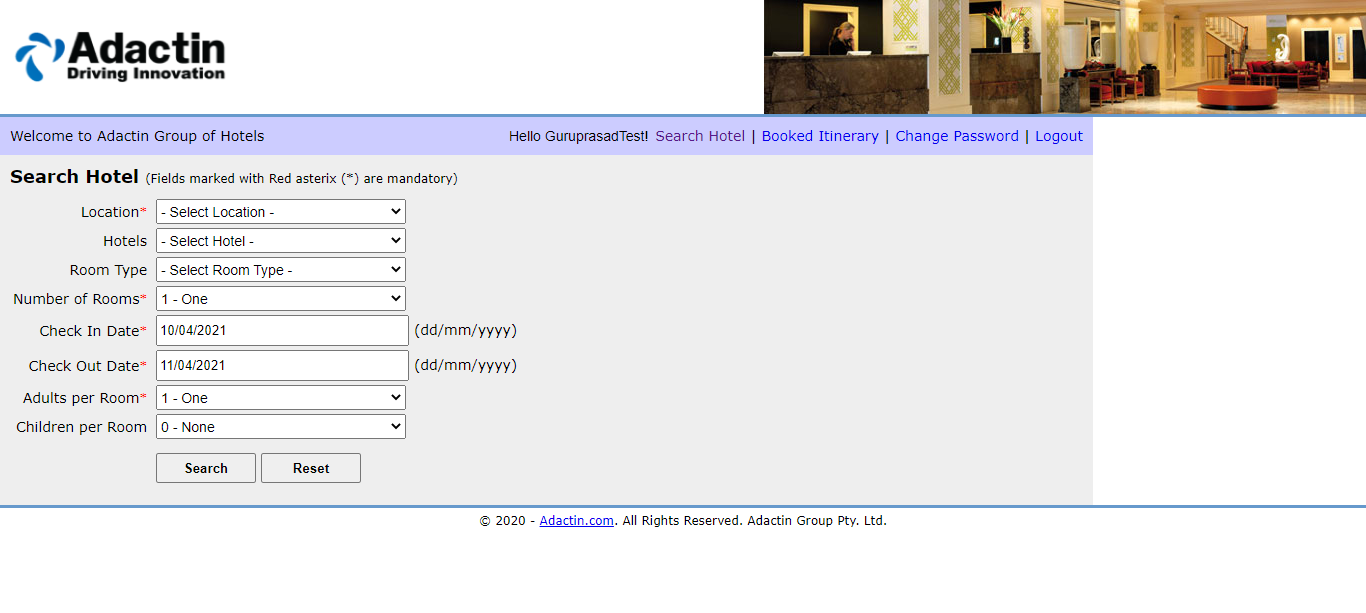 Adactin
Driving Innovation
Welcome to Adactin Group of Hotels Hello GuruprasadTest! Search Hotel | Booked Itinerary | Change Password | Logout
Search Hotel (Fields marked with Red asterix (*) are mandatory)
Location* - Select Location -
Hotels - Select Hotel -
Room Type - Select Room Type -
Number of Rooms* 1 - One
Check In Date* 10/04/2021 (dd/mm/yyyy)
Check Out Date* 11/04/2021 (dd/mm/yyyy)
Adults per Room* 1 - One
Children per Room 0 - None
Search Reset
© 2020 - Adactin.com. All Rights Reserved. Adactin Group Pty. Ltd.